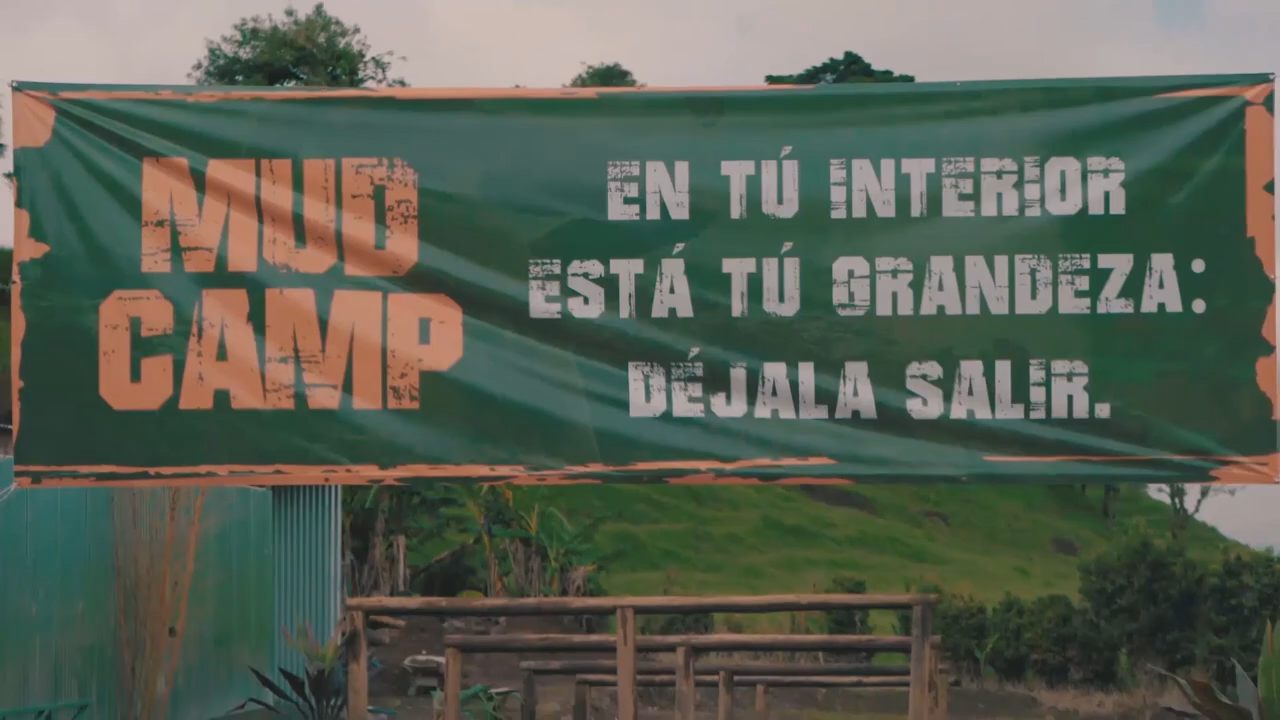 MUD
CAMP
EN TÚ INTERIOR
ESTÁ TÚ GRANDEZA:
DÉJALA SALIR.